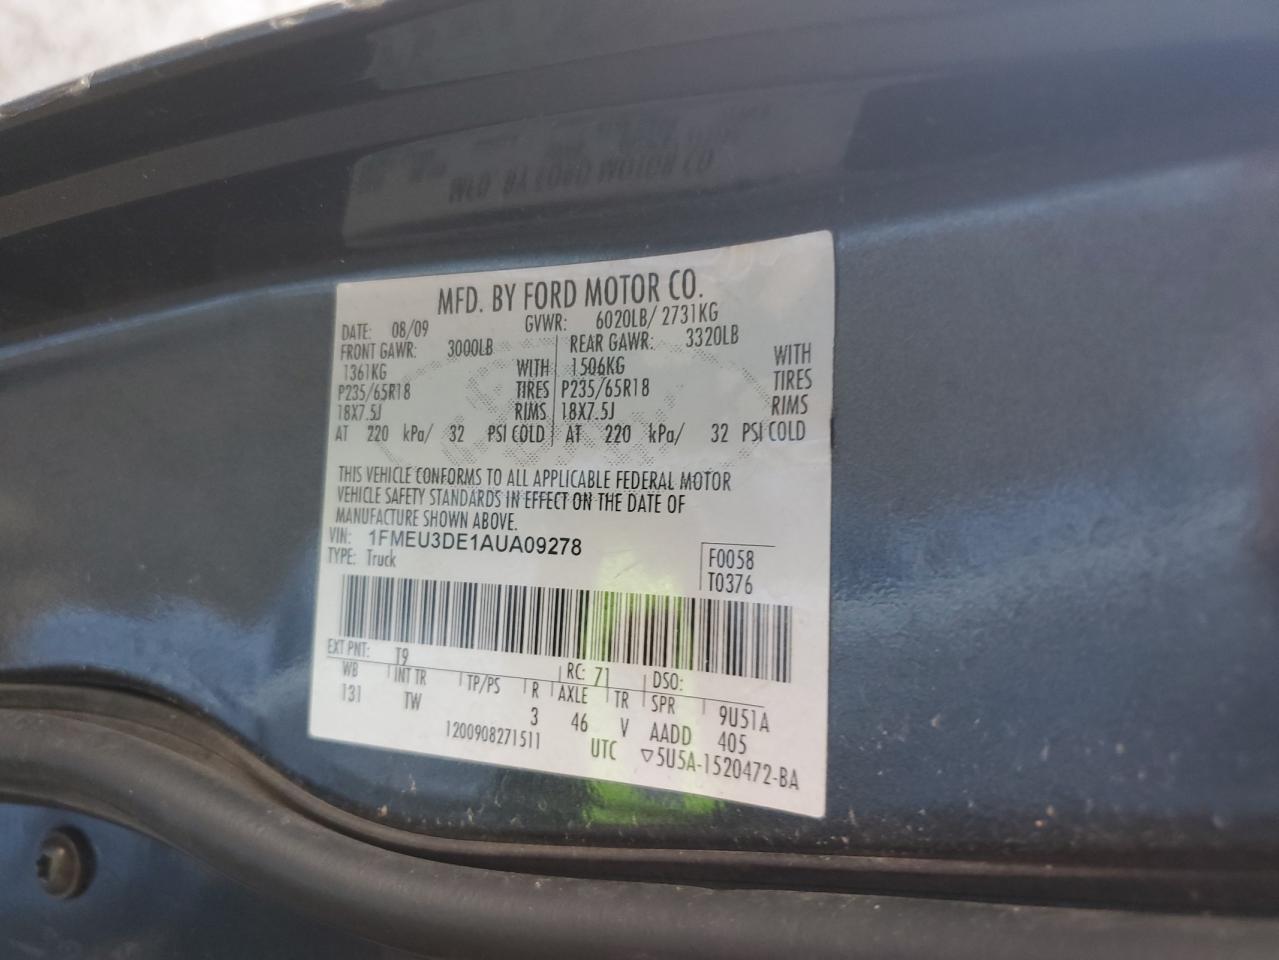 MFD. BY FORD MOTOR CO.
DATE: 08/09 GVWR: 6020LB/ 2731KG
FRONT GAWR: 3000LB REAR GAWR: 3320LB
1361KG WITH 1506KG WITH
P235/65R18 TIRES P235/65R18 TIRES
18X7.5J RIMS 18X7.5J RIMS
AT 220 kPa/ 32 PSI COLD AT 220 kPa/ 32 PSI COLD
THIS VEHICLE CONFORMS TO ALL APPLICABLE FEDERAL MOTOR
VEHICLE SAFETY STANDARDS IN EFFECT ON THE DATE OF
MANUFACTURE SHOWN ABOVE.
VIN: 1FMEU3DE1AUA09278 F0058
TYPE: Truck T0376
EXT PNT: T9 RC: 71 DSO:
WB INT TR TP/PS R AXLE TR SPR 9U51A
131 TW 3 46 V AADD 405
1200908271511 UTC ▽5U5A-1520472-BA